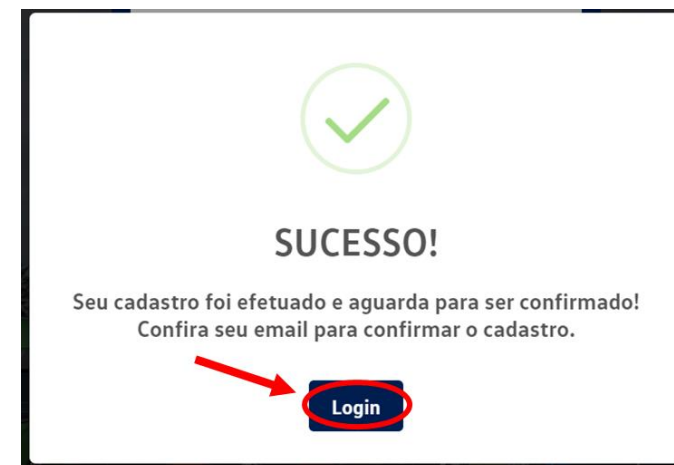 SUCESSO!
Seu cadastro foi efetuado e aguarda para ser confirmado!
Confira seu email para confirmar o cadastro.
Login